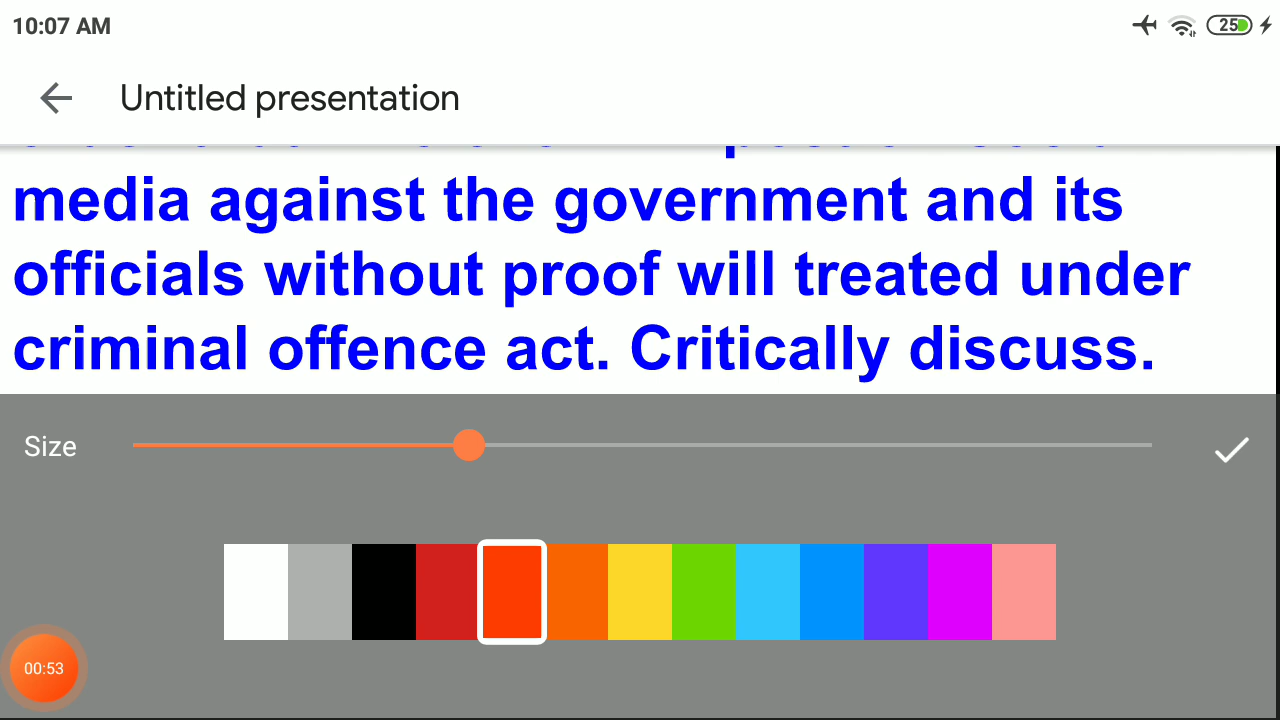 10:07 AM
25
Untitled presentation
media against the government and its
officials without proof will treated under
criminal offence act. Critically discuss.
Size
00:53